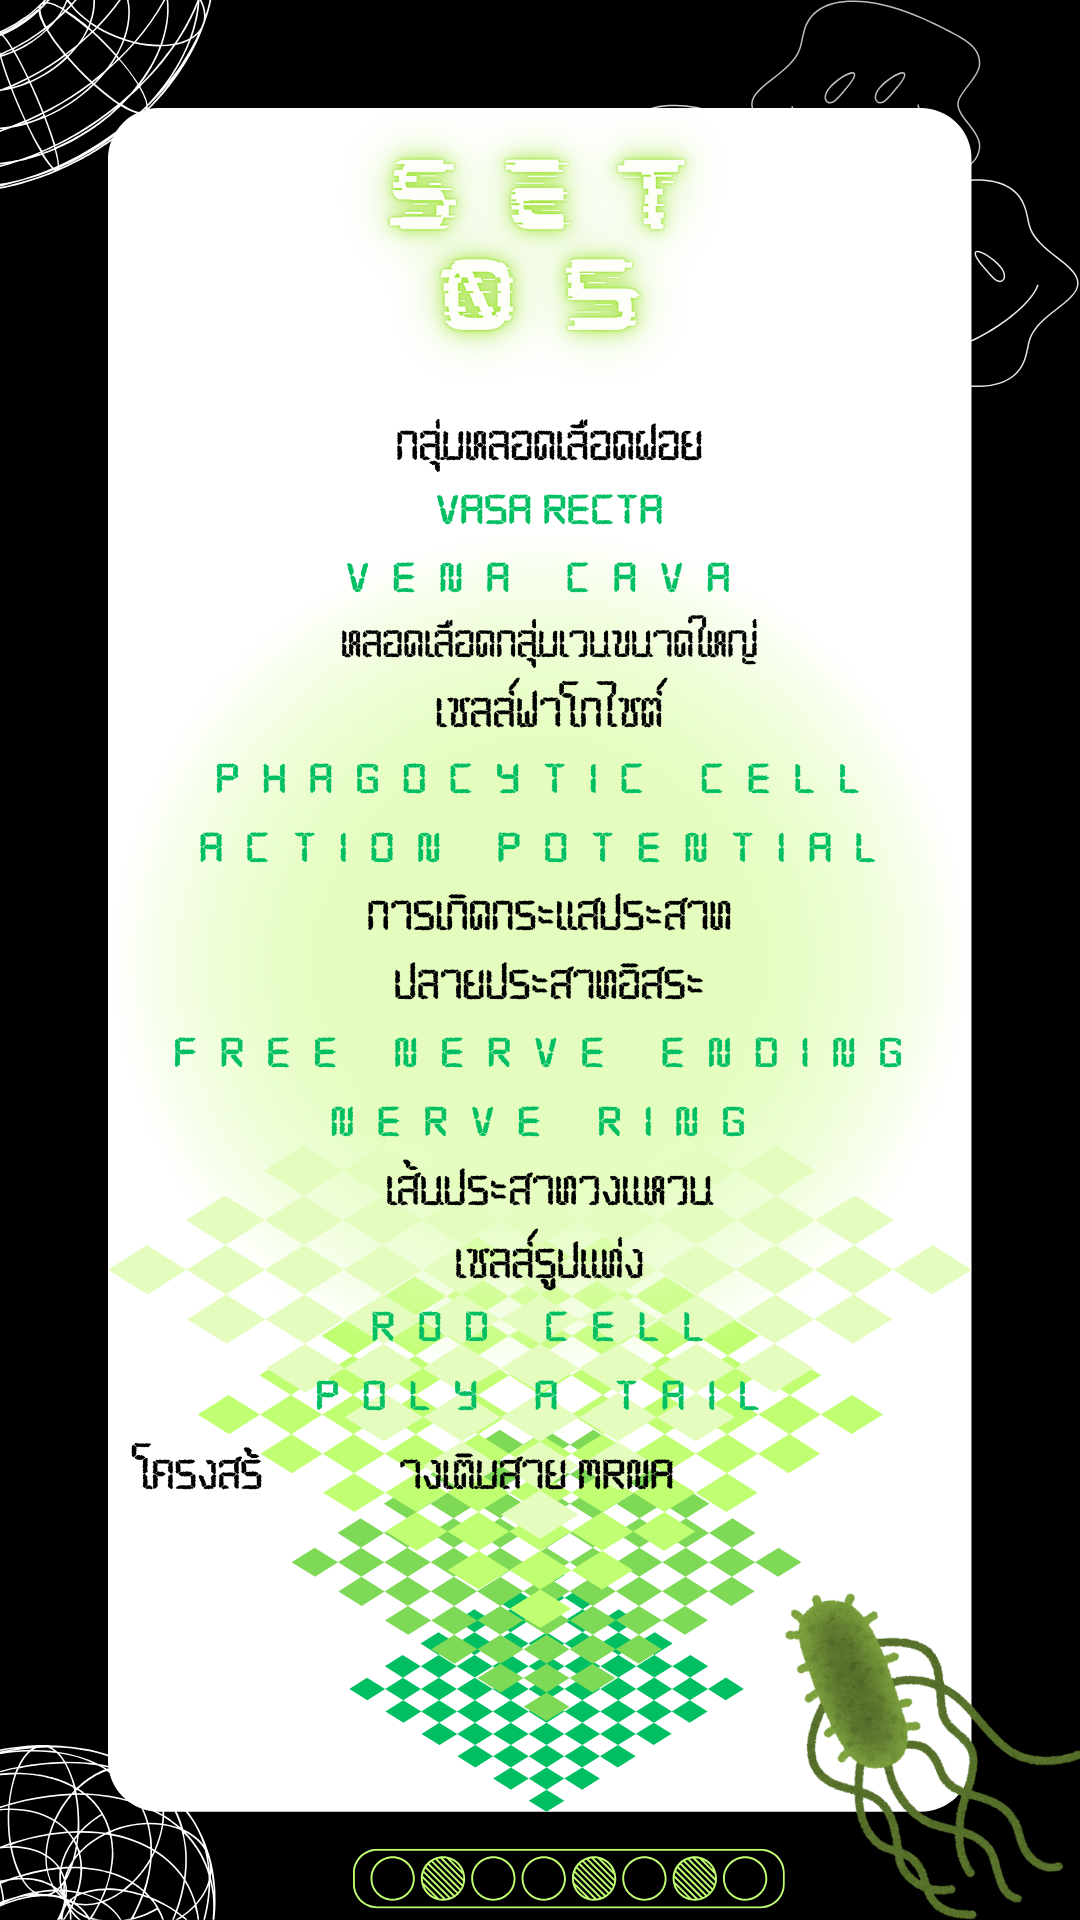 SET
05
กลุ่มหลอดเลือดฝอย
VASA RECTA
VENA CAVA
หลอดเลือดกลุ่มเวนขนาดใหญ่
เซลล์ฟาโกไซต์
PHAGOCYTIC CELL
ACTION POTENTIAL
การเกิดกระแสประสาท
ปลายประสาทอิสระ
FREE NERVE ENDING
NERVE RING
เส้นประสาทวงแหวน
เซลล์รูปแท่ง
ROD CELL
POLY A TAIL
โครงสร้ างเติมสาย MRNA